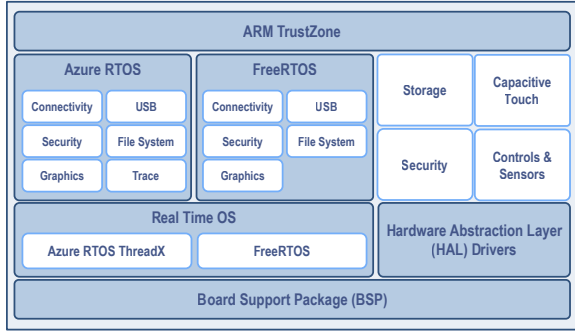 ARM TrustZone
Azure RTOS
Connectivity
USB
Security
File System
Graphics
Trace
FreeRTOS
Connectivity
USB
Security
File System
Graphics
Storage
Capacitive
Touch
Security
Controls &
Sensors
Real Time OS
Azure RTOS ThreadX
FreeRTOS
Hardware Abstraction Layer
(HAL) Drivers
Board Support Package (BSP)